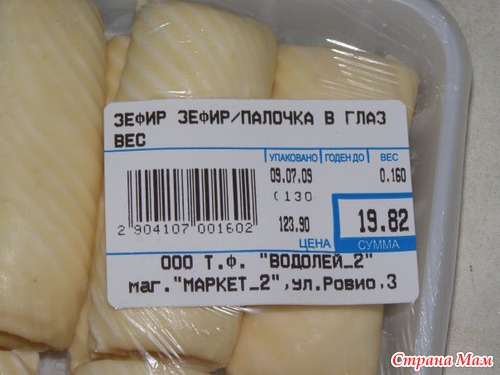 ЗЕФИР ЗЕФИР/ПАЛОЧКА В ГЛАЗ
ВЕС
УПАКОВАНО ГОДЕН ДО ВЕС
09.07.09 0.160
(130
123.90 19.82
ЦЕНА СУММА
2 904107 001602
ООО Т.Ф. "ВОДОЛЕЙ_2"
маг."МАРКЕТ_2",ул.Ровио,3
Страна Мам